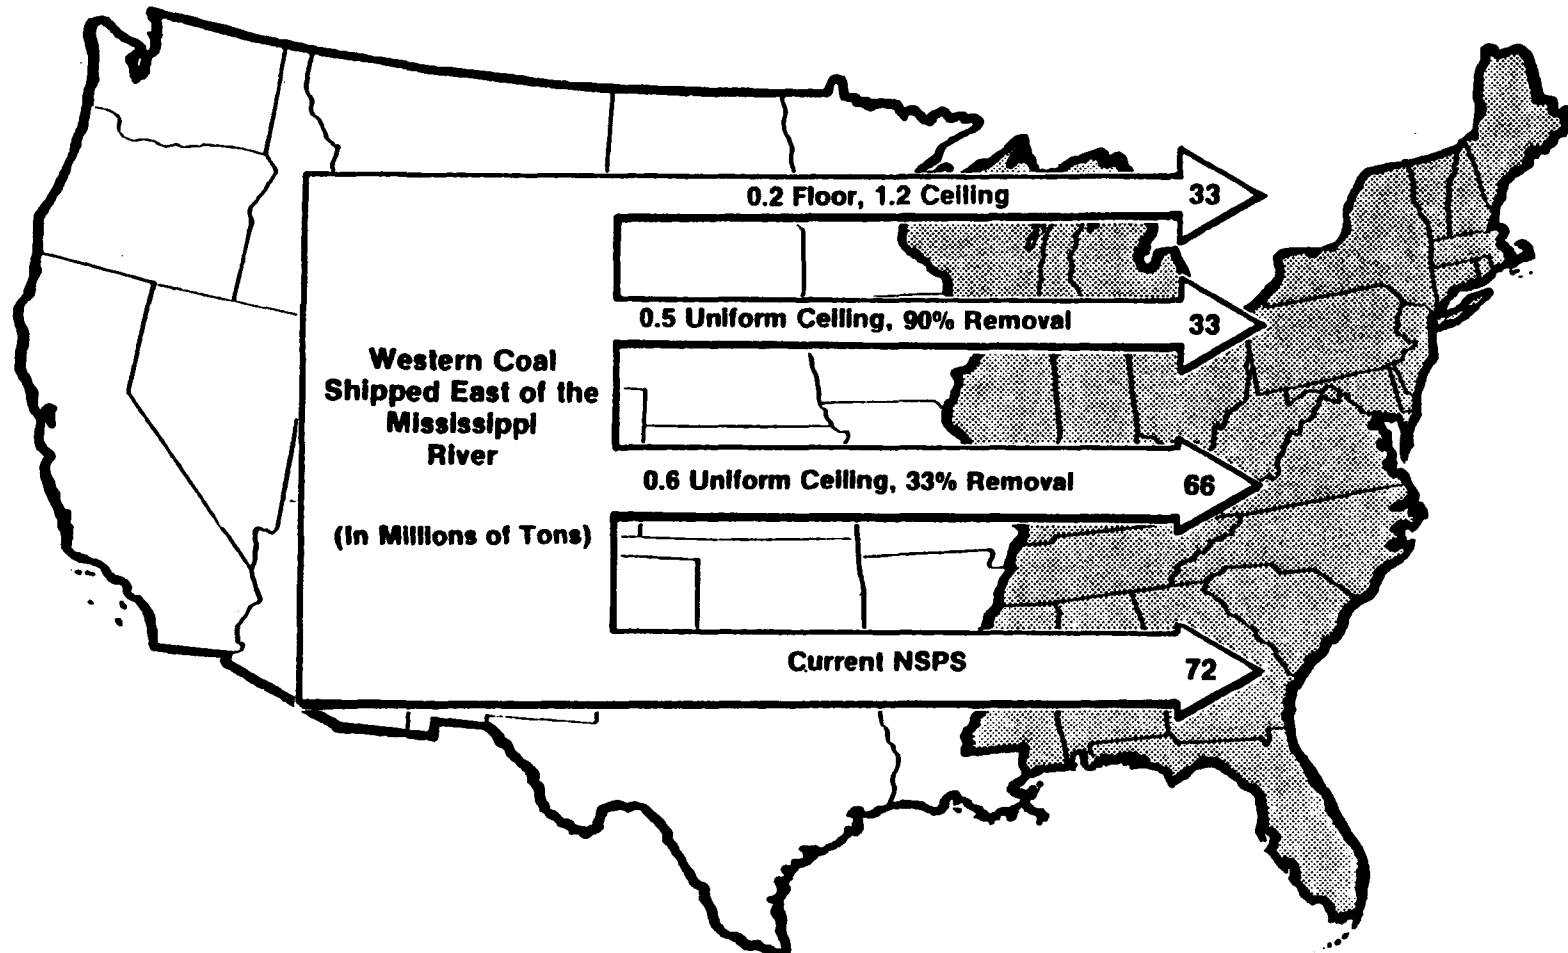 0.2 Floor, 1.2 Ceiling 33
0.5 Uniform Ceiling, 90% Removal 33
Western Coal
Shipped East of the
Mississippi
River
0.6 Uniform Ceiling, 33% Removal 66
(In Millions of Tons)
Current NSPS 72